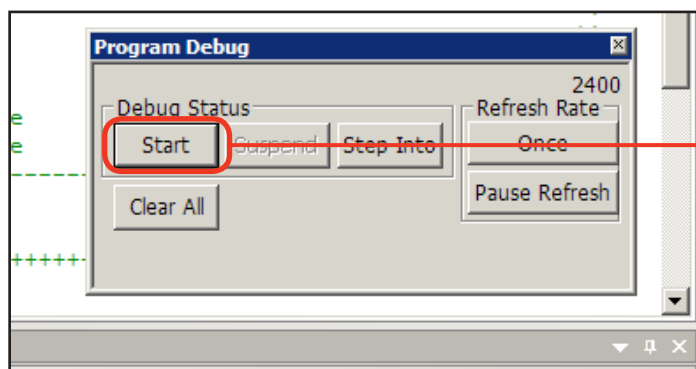 Program Debug
2400
Debug Status
Refresh Rate
e
Start Suspend Step Into Once
e
------
Clear All Pause Refresh
+++++